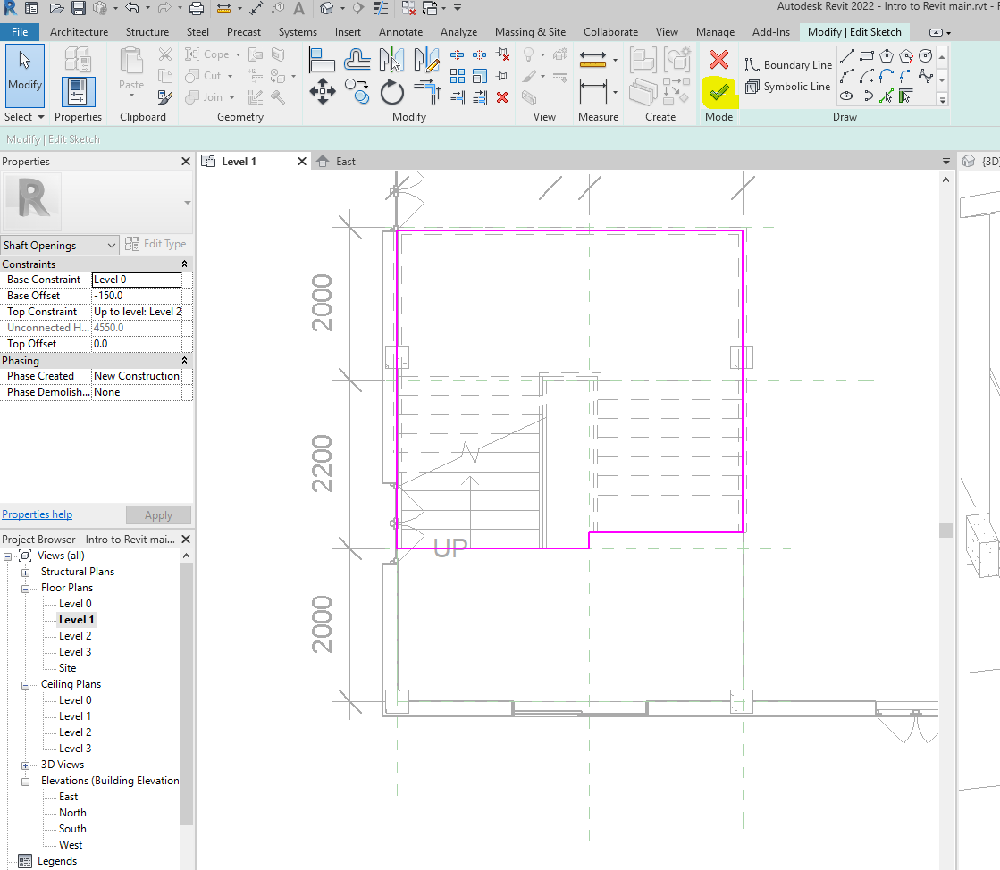 Autodesk Revit 2022 - Intro to Revit main.rvt - F
File Architecture Structure Steel Precast Systems Insert Annotate Analyze Massing & Site Collaborate View Manage Add-Ins Modify | Edit Sketch
Modify
Paste
Cope
Cut
Join
Boundary Line
Symbolic Line
Select Properties Clipboard Geometry Modify View Measure Create Mode Draw
Modify | Edit Sketch
Properties
Level 1
East
{3D
R
Shaft Openings
Edit Type
Constraints
Base Constraint Level 0
Base Offset -150.0
Top Constraint Up to level: Level 2
Unconnected H... 4550.0
Top Offset 0.0
Phasing
Phase Created New Construction
Phase Demolish... None
Properties help
Apply
Project Browser - Intro to Revit mai...
Views (all)
Structural Plans
Floor Plans
Level 0
Level 1
Level 2
Level 3
Site
Ceiling Plans
Level 0
Level 1
Level 2
Level 3
3D Views
Elevations (Building Elevation
East
North
South
West
Legends
2000
2200
2000
UP